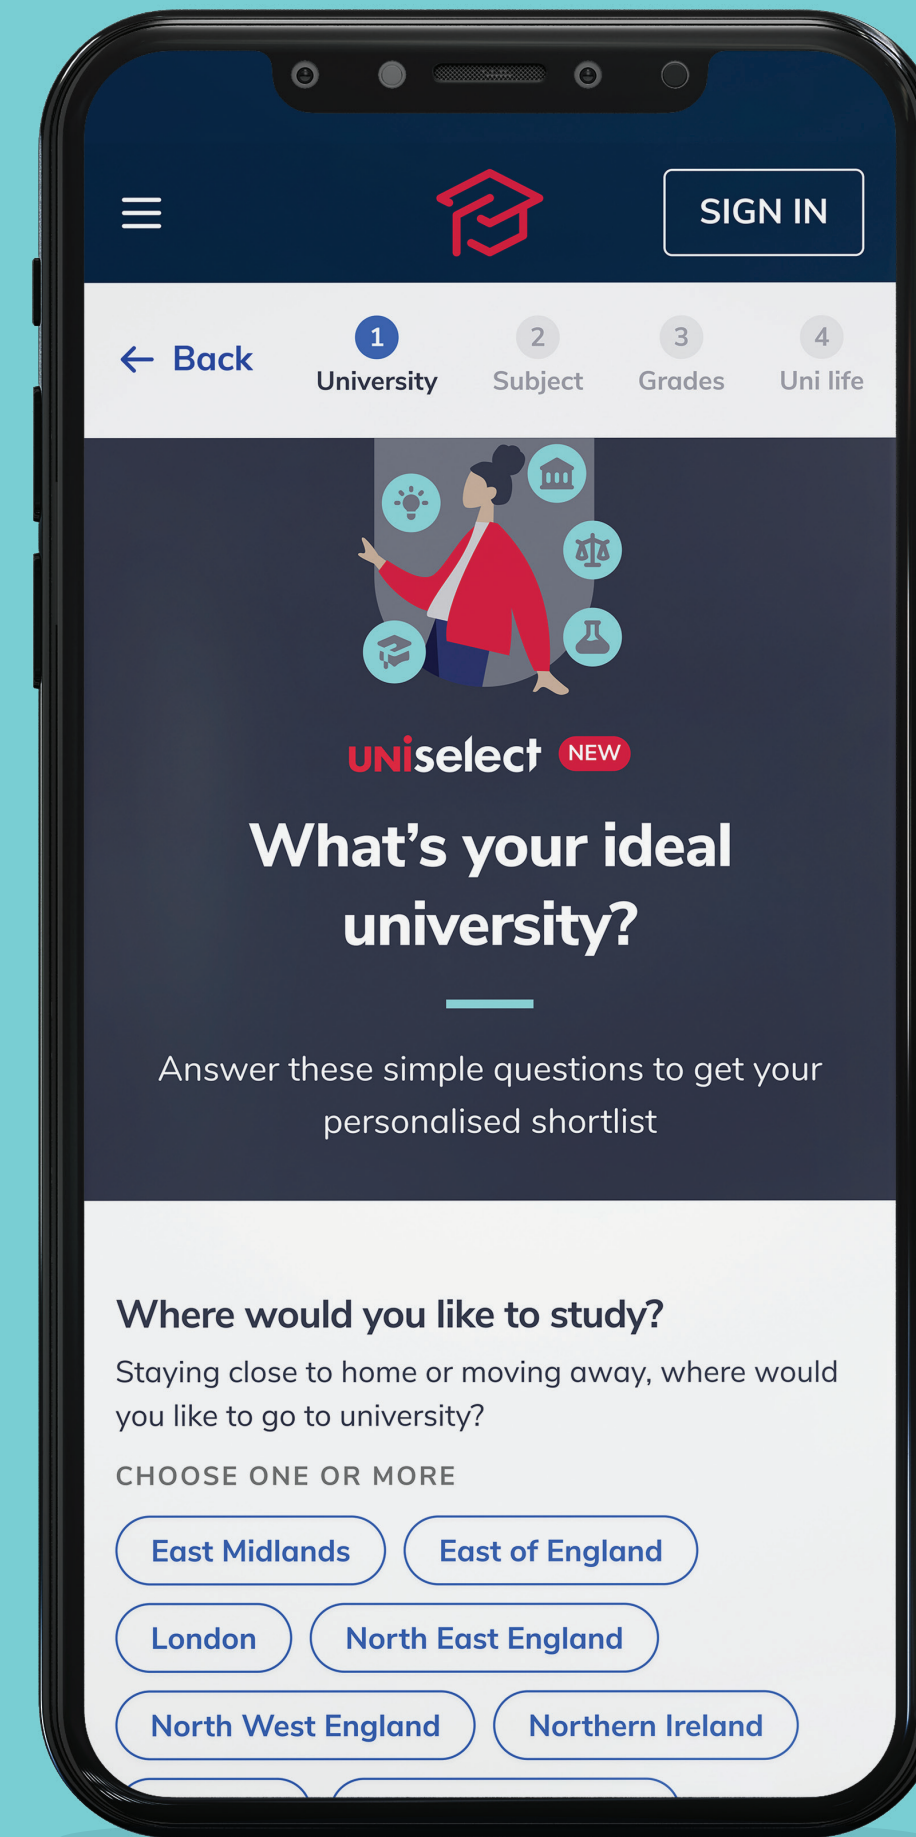 SIGN IN
Back
1
University
2
Subject
3
Grades
4
Uni life
uniselect NEW
What's your ideal
university?
Answer these simple questions to get your
personalised shortlist
Where would you like to study?
Staying close to home or moving away, where would
you like to go to university?
CHOOSE ONE OR MORE
East Midlands
East of England
London
North East England
North West England
Northern Ireland